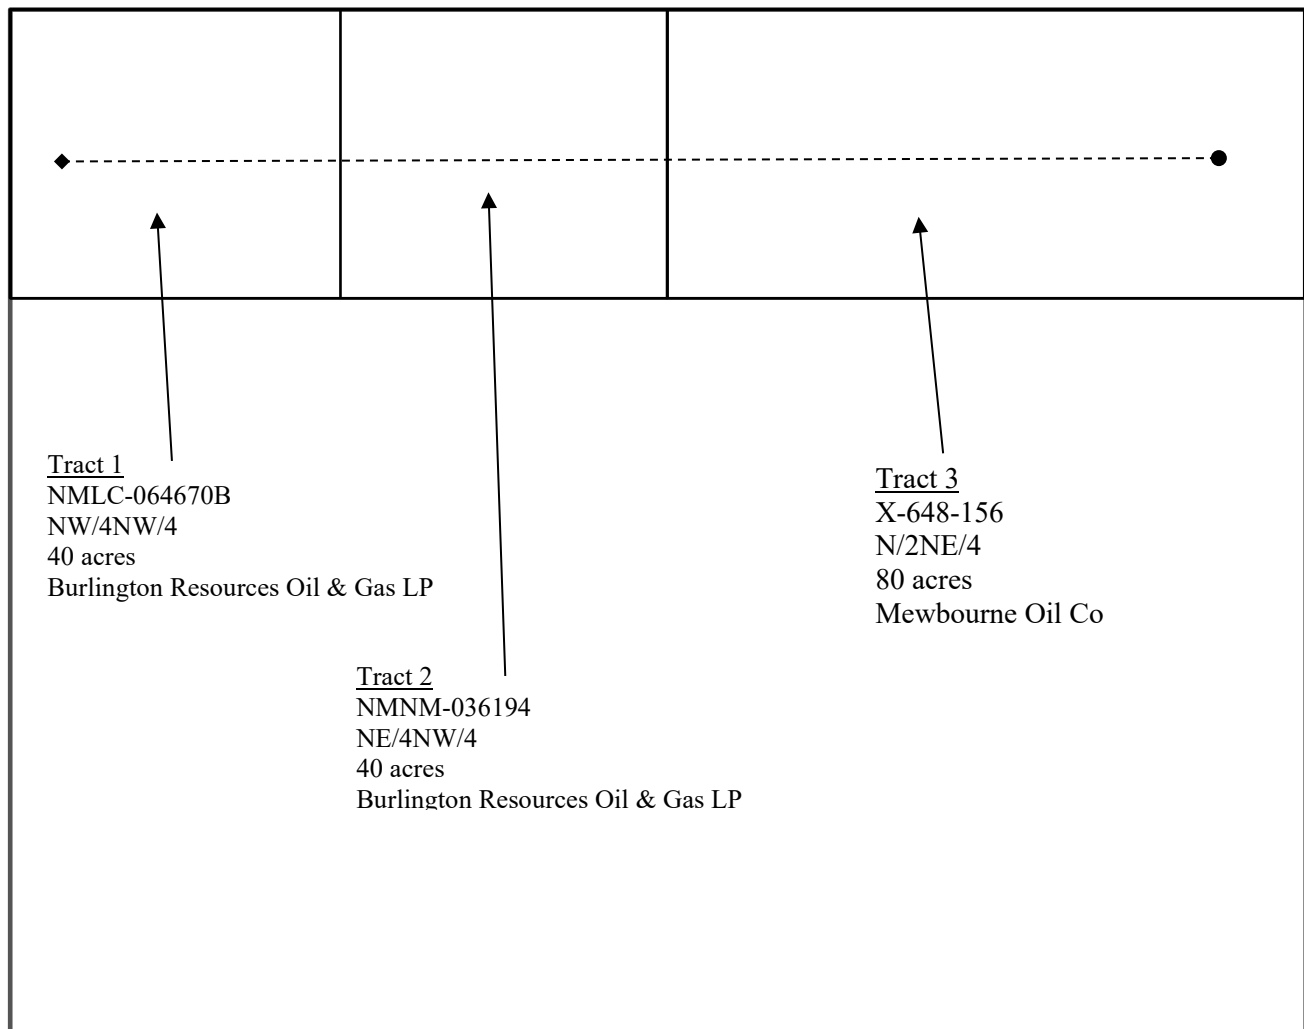 Tract 1
NMLC-064670B
NW/4NW/4
40 acres
Burlington Resources Oil & Gas LP
Tract 2
NMNM-036194
NE/4NW/4
40 acres
Burlington Resources Oil & Gas LP
Tract 3
X-648-156
N/2NE/4
80 acres
Mewbourne Oil Co